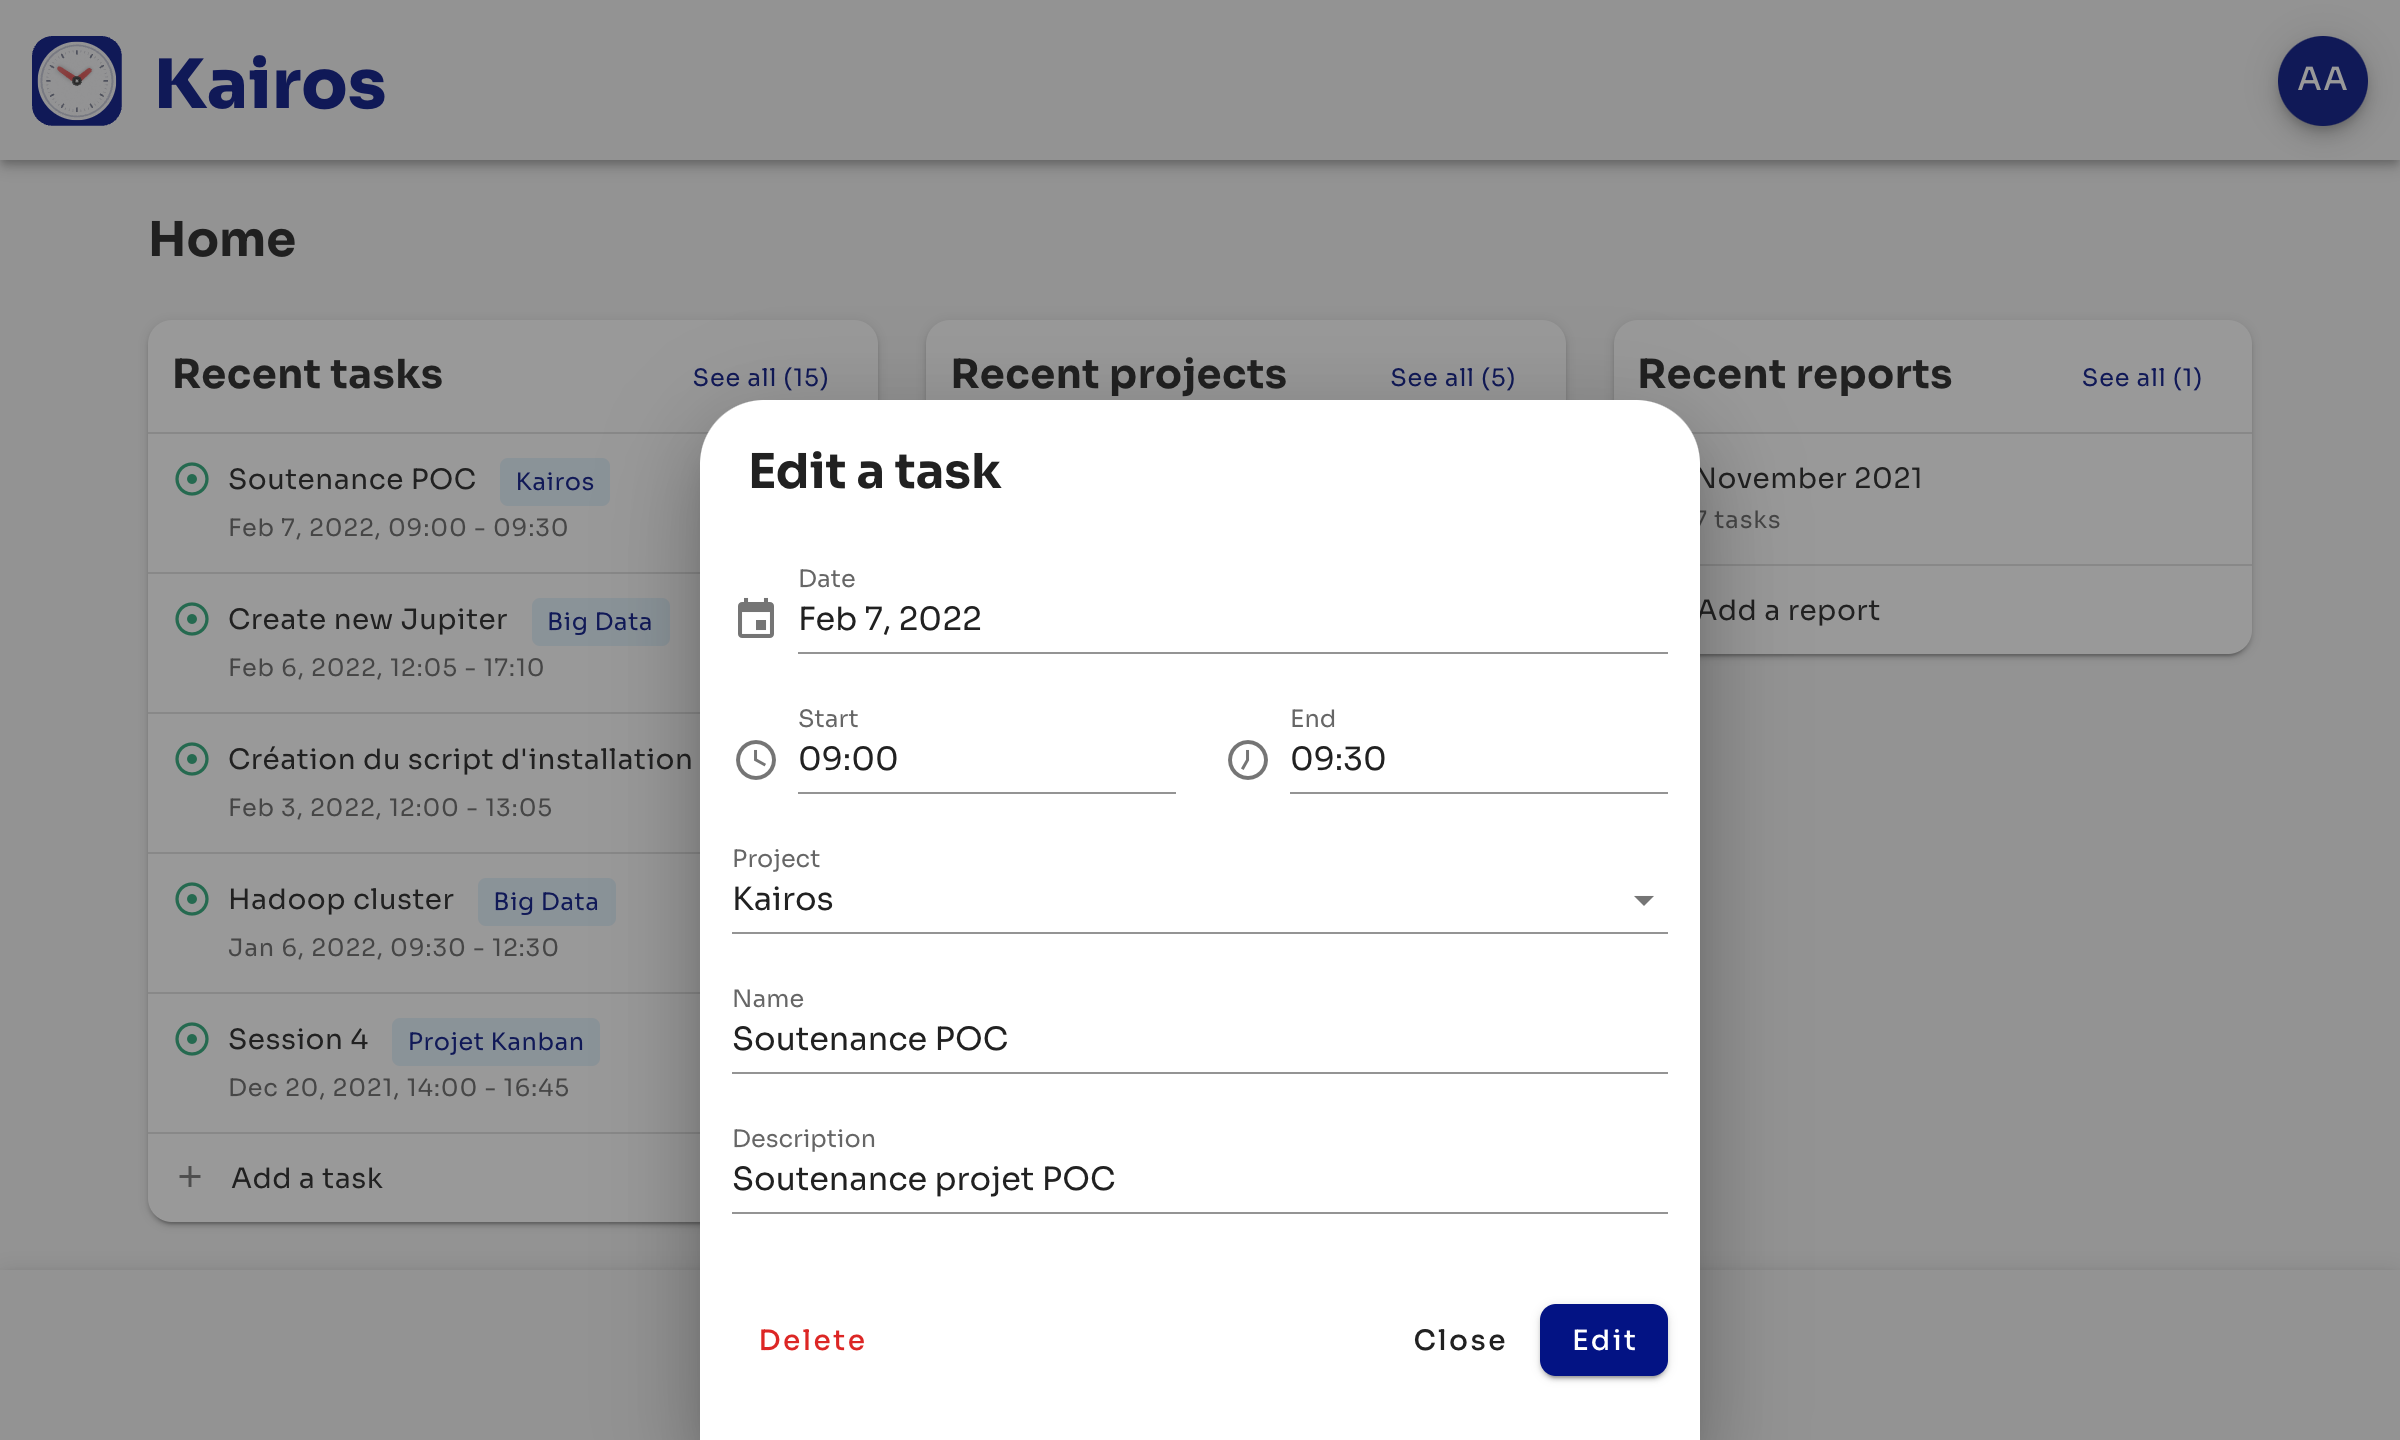 Kairos
AA
Home
Recent tasks
See all (15)
Soutenance POC
Kairos
Feb 7, 2022, 09:00 - 09:30
Create new Jupiter
Big Data
Feb 6, 2022, 12:05 - 17:10
Création du script d'installation
Feb 3, 2022, 12:00 - 13:05
Hadoop cluster
Big Data
Jan 6, 2022, 09:30 - 12:30
Session 4
Projet Kanban
Dec 20, 2021, 14:00 - 16:45
Add a task
Recent projects
See all (5)
Recent reports
See all (1)
November 2021
7 tasks
Add a report
Edit a task
Date
Feb 7, 2022
Start
09:00
End
09:30
Project
Kairos
Name
Soutenance POC
Description
Soutenance projet POC
Delete
Close
Edit